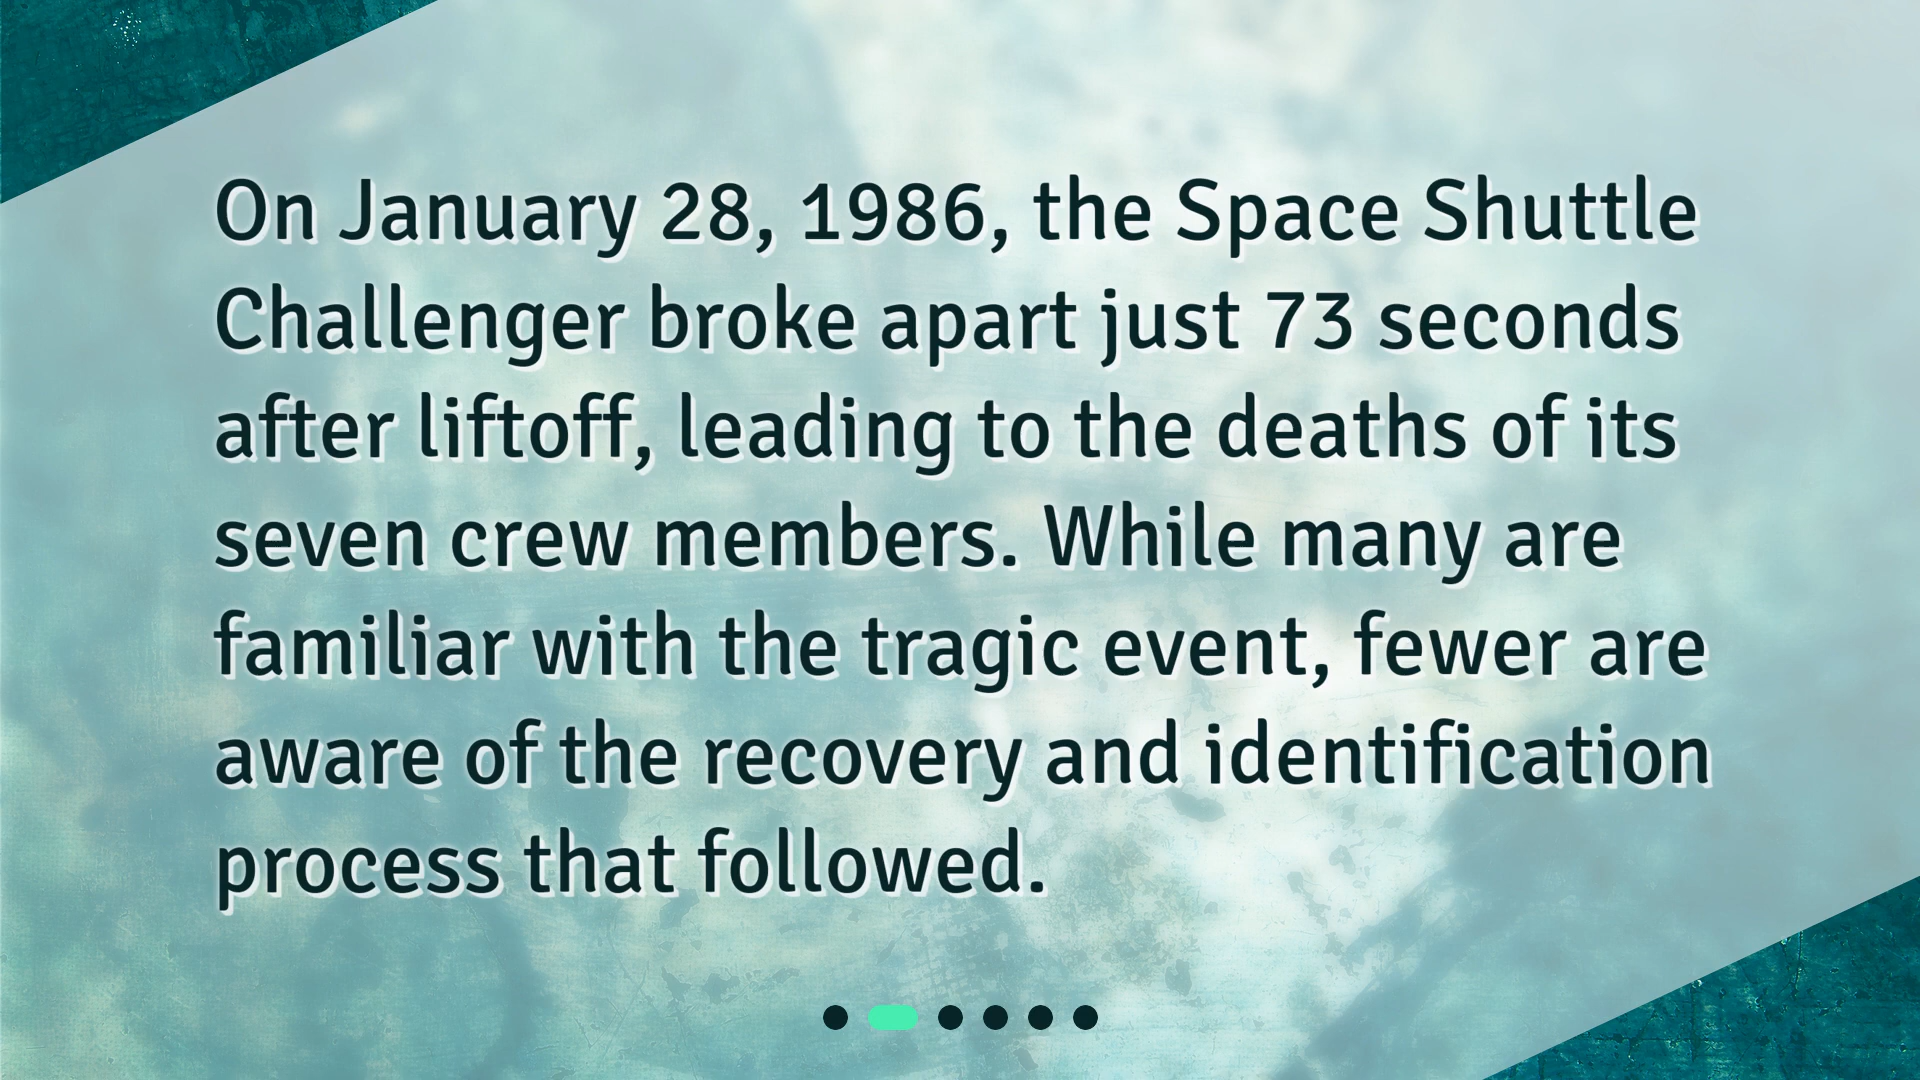 On January 28, 1986, the Space Shuttle
Challenger broke apart just 73 seconds
after liftoff, leading to the deaths of its
seven crew members. While many are
familiar with the tragic event, fewer are
aware of the recovery and identification
process that followed.